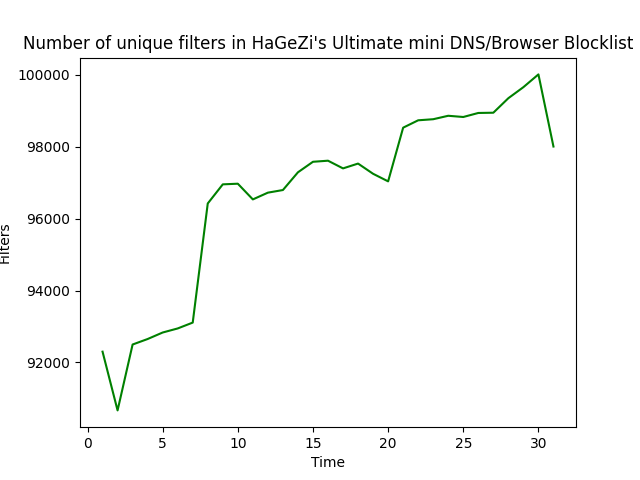 Number of unique filters in HaGeZi's Ultimate mini DNS/Browser Blocklist
100000
98000
96000
94000
92000
Filters
0 5 10 15 20 25 30
Time